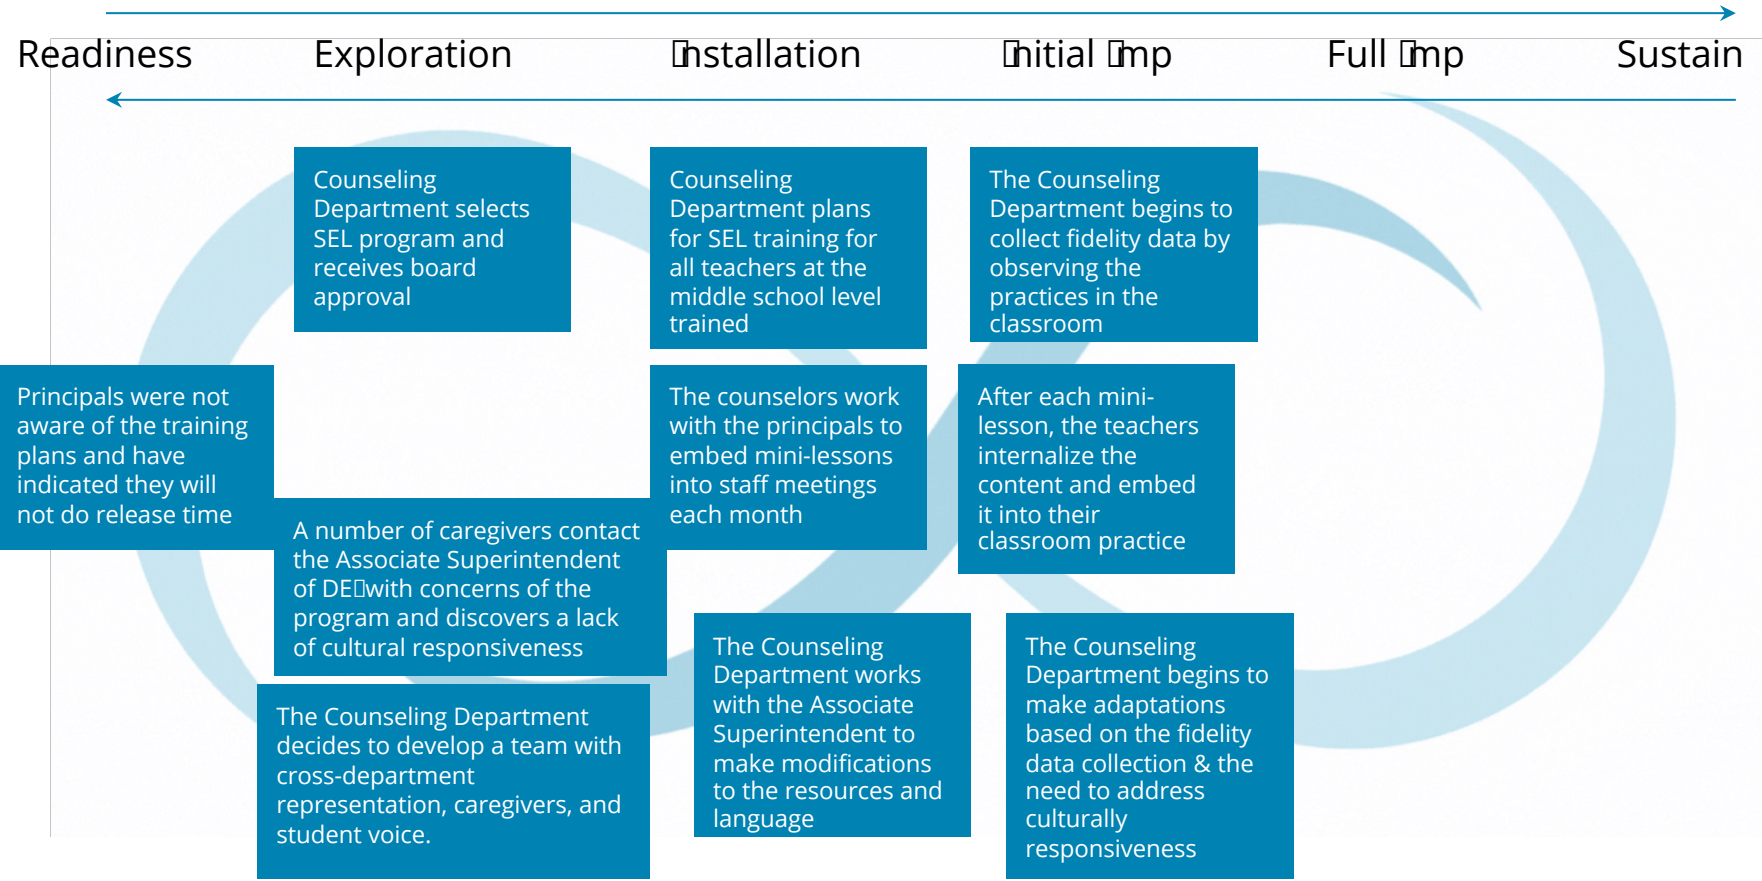 Readiness
Exploration
▯nstallation
▯nitial ▯mp
Full ▯mp
Sustain
Counseling
Department selects
SEL program and
receives board
approval
Counseling
Department plans
for SEL training for
all teachers at the
middle school level
trained
The Counseling
Department begins to
collect fidelity data by
observing the
practices in the
classroom
Principals were not
aware of the training
plans and have
indicated they will
not do release time
The counselors work
with the principals to
embed mini-lessons
into staff meetings
each month
After each mini-
lesson, the teachers
internalize the
content and embed
it into their
classroom practice
A number of caregivers contact
the Associate Superintendent
of DE▯with concerns of the
program and discovers a lack
of cultural responsiveness
The Counseling Department
decides to develop a team with
cross-department
representation, caregivers, and
student voice.
The Counseling
Department works
with the Associate
Superintendent to
make modifications
to the resources and
language
The Counseling
Department begins to
make adaptations
based on the fidelity
data collection & the
need to address
culturally
responsiveness